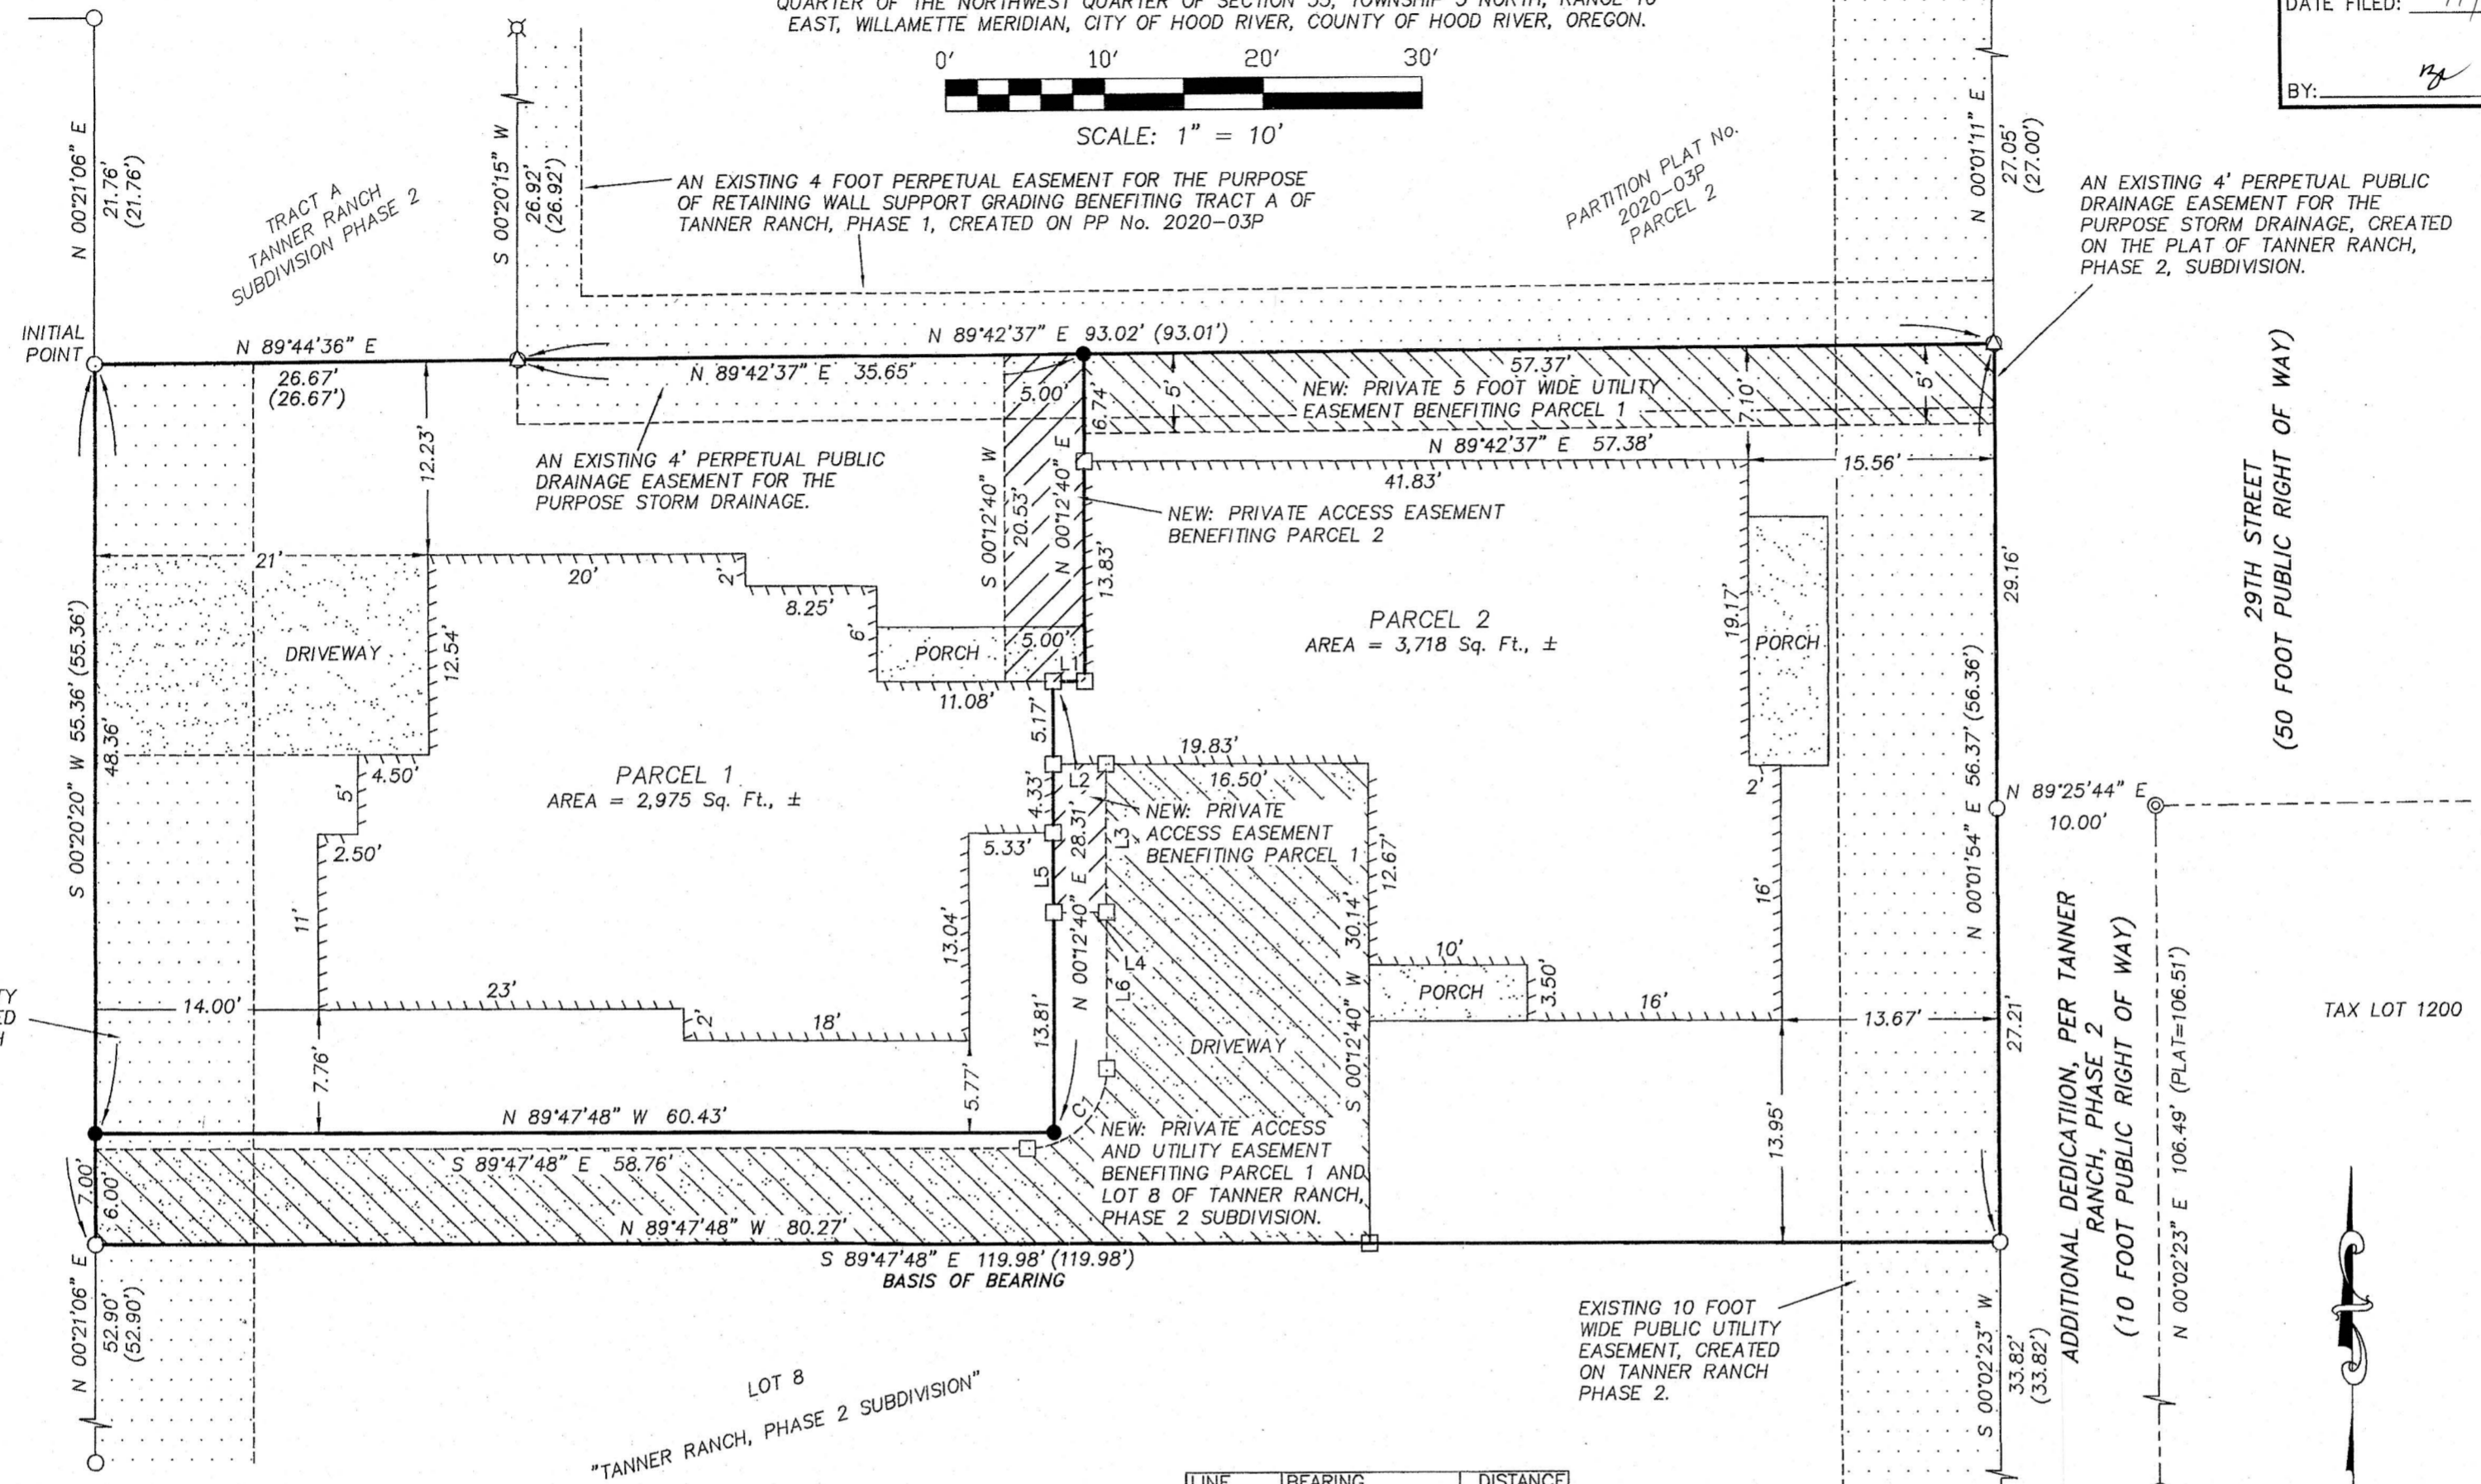 QUARTER OF THE NORTHWEST QUARTER OF SECTION 35, TOWNSHIP 3 NORTH, RANGE 10
EAST, WILLAMETTE MERIDIAN, CITY OF HOOD RIVER, COUNTY OF HOOD RIVER, OREGON.
DATE FILED:
BY:
0' 10' 20' 30'
SCALE: 1" = 10'
N 00°21'06" E
21.76'
(21.76')
TRACT A
TANNER RANCH
SUBDIVISION PHASE 2
S 00°20'15" W
26.92'
(26.92')
AN EXISTING 4 FOOT PERPETUAL EASEMENT FOR THE PURPOSE
OF RETAINING WALL SUPPORT GRADING BENEFITING TRACT A OF
TANNER RANCH, PHASE 1, CREATED ON PP No. 2020-03P
PARTITION PLAT No.
2020-03P
PARCEL 2
N 00°01'11" E
27.05'
(27.00')
AN EXISTING 4' PERPETUAL PUBLIC
DRAINAGE EASEMENT FOR THE
PURPOSE STORM DRAINAGE, CREATED
ON THE PLAT OF TANNER RANCH,
PHASE 2, SUBDIVISION.
INITIAL
POINT
N 89°44'36" E
26.67'
(26.67')
N 89°42'37" E 93.02' (93.01')
N 89°42'37" E 35.65'
5.00'
6.74'
5'
57.37'
NEW: PRIVATE 5 FOOT WIDE UTILITY
EASEMENT BENEFITING PARCEL 1
7.10'
5'
N 89°42'37" E 57.38'
15.56'
41.83'
12.23'
AN EXISTING 4' PERPETUAL PUBLIC
DRAINAGE EASEMENT FOR THE
PURPOSE STORM DRAINAGE.
S 00°12'40" W
20.53'
N 00°12'40" E
13.83'
NEW: PRIVATE ACCESS EASEMENT
BENEFITING PARCEL 2
29TH STREET
(50 FOOT PUBLIC RIGHT OF WAY)
21'
20'
2'
8.25'
6'
DRIVEWAY
12.54'
PORCH
5.00'
L1
11.08'
PARCEL 2
AREA = 3,718 Sq. Ft., ±
19.17'
PORCH
29.16'
S 00°20'20" W 55.36' (55.36')
48.36'
4.50'
5'
2.50'
PARCEL 1
AREA = 2,975 Sq. Ft., ±
5.17'
L2
4.33'
19.83'
16.50'
NEW: PRIVATE
ACCESS EASEMENT
BENEFITING PARCEL 1
L3
28.31'
N 00°12'40" E
5.33'
L5
12.67'
2'
16'
N 00°01'54" E 56.37' (56.36')
N 89°25'44" E
10.00'
11'
13.04'
L4
L6
30.14'
S 00°12'40" W
10'
PORCH
3.50'
16'
13.67'
14.00'
23'
2'
18'
7.76'
5.77'
13.81'
DRIVEWAY
27.21'
13.95'
TAX LOT 1200
ADDITIONAL DEDICATIION, PER TANNER
RANCH, PHASE 2
(10 FOOT PUBLIC RIGHT OF WAY)
N 00°02'23" E 106.49' (PLAT=106.51')
N 89°47'48" W 60.43'
7.00'
6.00'
S 89°47'48" E 58.76'
NEW: PRIVATE ACCESS
AND UTILITY EASEMENT
BENEFITING PARCEL 1 AND
LOT 8 OF TANNER RANCH,
PHASE 2 SUBDIVISION.
N 89°47'48" W 80.27'
S 89°47'48" E 119.98' (119.98')
BASIS OF BEARING
N 00°21'06" E
52.90'
(52.90')
LOT 8
"TANNER RANCH, PHASE 2 SUBDIVISION"
EXISTING 10 FOOT
WIDE PUBLIC UTILITY
EASEMENT, CREATED
ON TANNER RANCH
PHASE 2.
S 00°02'23" W
33.82'
(33.82')
LINE BEARING DISTANCE